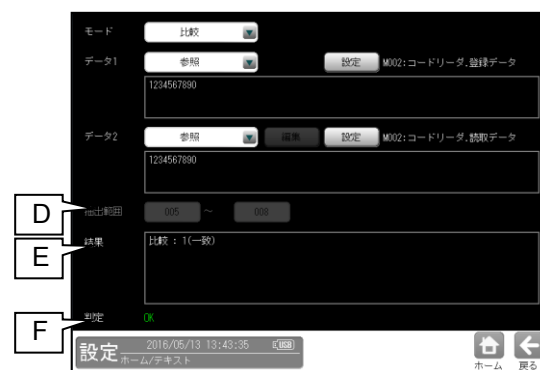 モード 比較
データ1 参照 設定 M002:コードリーダ.登録データ
1234567890
データ2 参照 編集 設定 M002:コードリーダ.読取データ
1234567890
D 抽出範囲 005 ～ 008
E 結果 比較 : 1(一致)
F 判定 OK
設定 2016/05/13 13:43:35 USB
ホーム/テキスト
ホーム 戻る